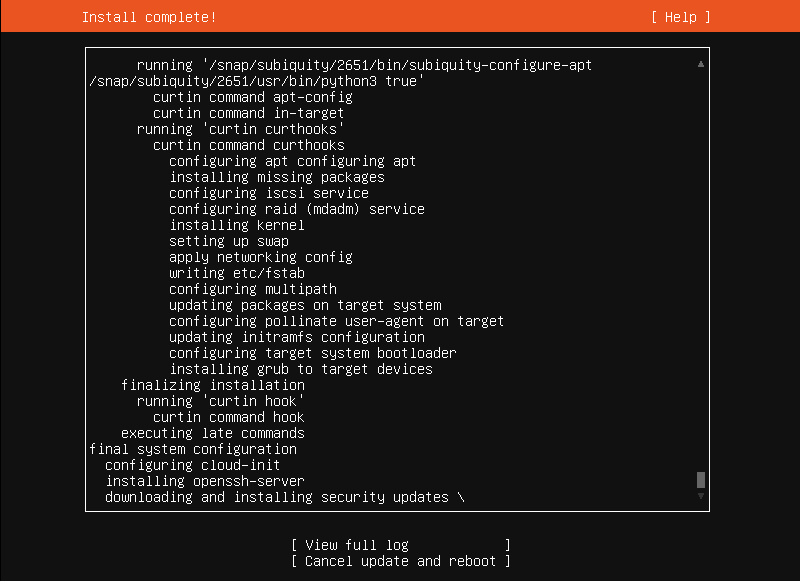 Install complete! [ Help ]
running '/snap/subiquity/2651/bin/subiquity-configure-apt
/snap/subiquity/2651/usr/bin/python3 true'
curtin command apt-config
curtin command in-target
running 'curtin curthooks'
curtin command curthooks
configuring apt configuring apt
installing missing packages
configuring iscsi service
configuring raid (mdadm) service
installing kernel
setting up swap
apply networking config
writing etc/fstab
configuring multipath
updating packages on target system
configuring pollinate user-agent on target
updating initramfs configuration
configuring target system bootloader
installing grub to target devices
finalizing installation
running 'curtin hook'
curtin command hook
executing late commands
final system configuration
configuring cloud-init
installing openssh-server
downloading and installing security updates \
[ View full log ]
[ Cancel update and reboot ]